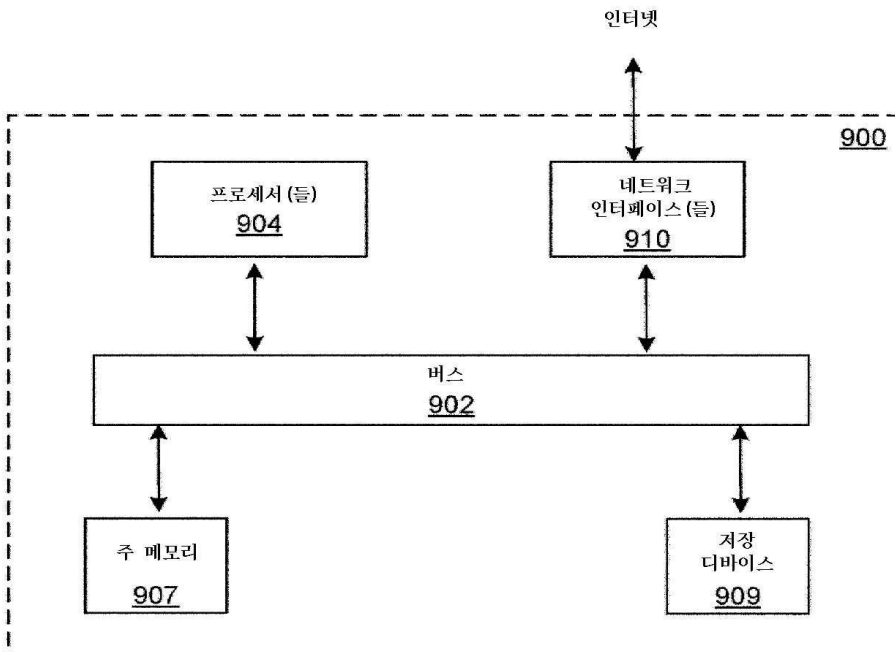 인터넷
900
프로세서(들)
904
네트워크
인터페이스(들)
910
버스
902
주 메모리
907
저장
디바이스
909